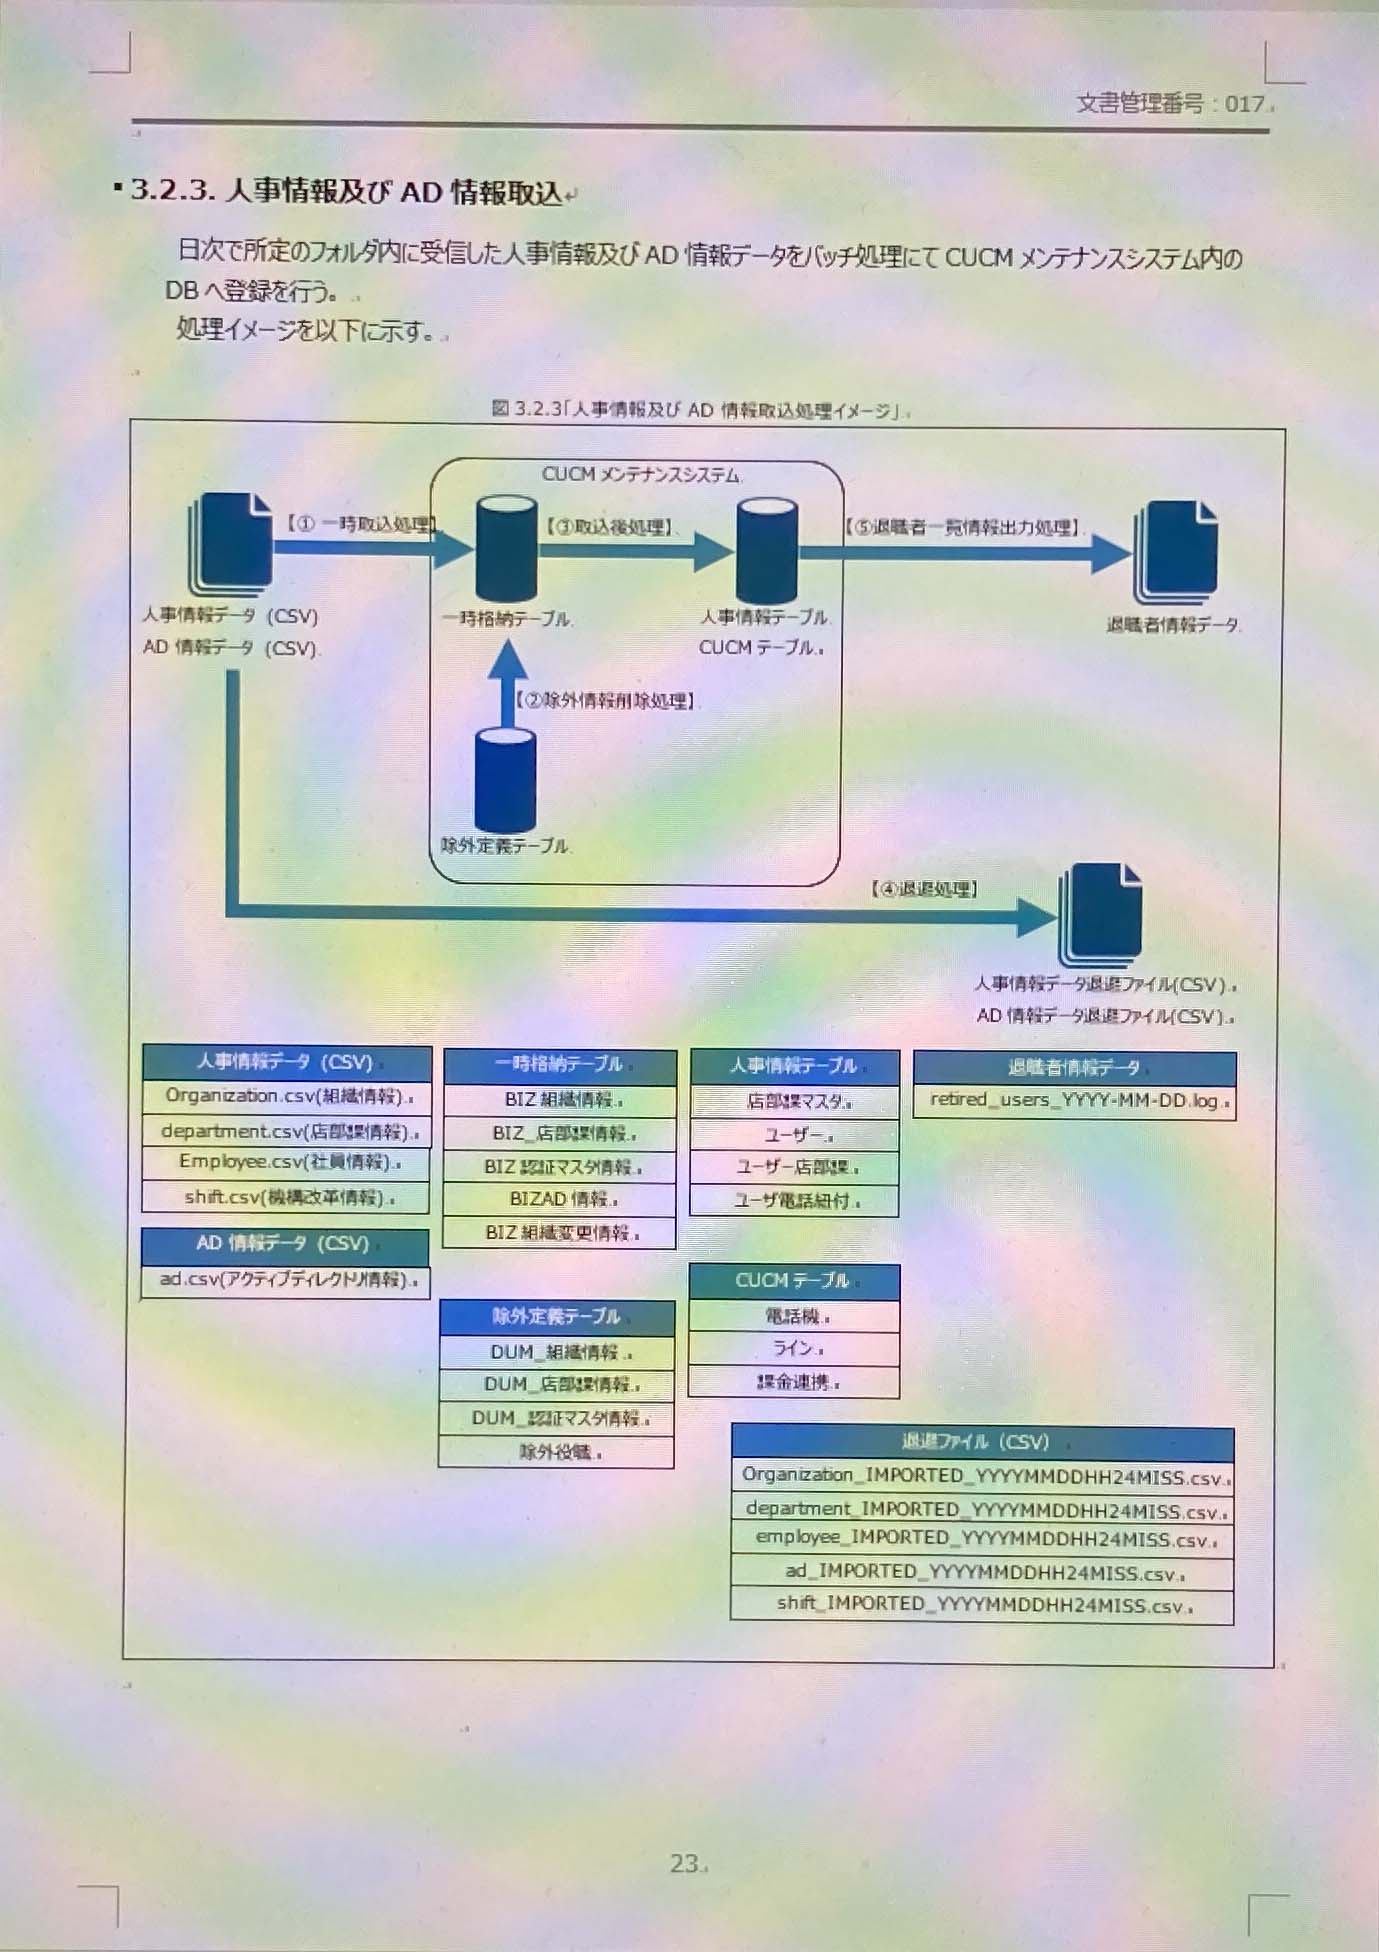 文書管理番号：017
3.2.3. 人事情報及び AD 情報取込
日次で所定のフォルダ内に受信した人事情報及び AD 情報データをバッチ処理にて CUCM メンテナンスシステム内の
DB へ登録を行う。
処理イメージを以下に示す。
図 3.2.3「人事情報及び AD 情報取込処理イメージ」
CUCM メンテナンスシステム
【① 一時取込処理】
【③取込後処理】
【⑤退職者一覧情報出力処理】
人事情報データ (CSV)
AD 情報データ (CSV)
一時格納テーブル
人事情報テーブル
CUCM テーブル
退職者情報データ
【②除外情報削除処理】
除外定義テーブル
【④退避処理】
人事情報データ退避ファイル(CSV)
AD 情報データ退避ファイル(CSV)
人事情報データ (CSV)
Organization.csv(組織情報)
department.csv(店部課情報)
Employee.csv(社員情報)
shift.csv(機構改革情報)
AD 情報データ (CSV)
ad.csv(アクティブディレクトリ情報)
一時格納テーブル
BIZ 組織情報
BIZ_店部課情報
BIZ 認証マスタ情報
BIZAD 情報
BIZ 組織変更情報
除外定義テーブル
DUM_組織情報
DUM_店部課情報
DUM_認証マスタ情報
除外役職
人事情報テーブル
店部課マスタ
ユーザー
ユーザー店部課
ユーザ電話紐付
CUCM テーブル
電話機
ライン
課金連携
退職者情報データ
retired_users_YYYY-MM-DD.log
退避ファイル (CSV)
Organization_IMPORTED_YYYYMMDDHH24MISS.csv
department_IMPORTED_YYYYMMDDHH24MISS.csv
employee_IMPORTED_YYYYMMDDHH24MISS.csv
ad_IMPORTED_YYYYMMDDHH24MISS.csv
shift_IMPORTED_YYYYMMDDHH24MISS.csv
23